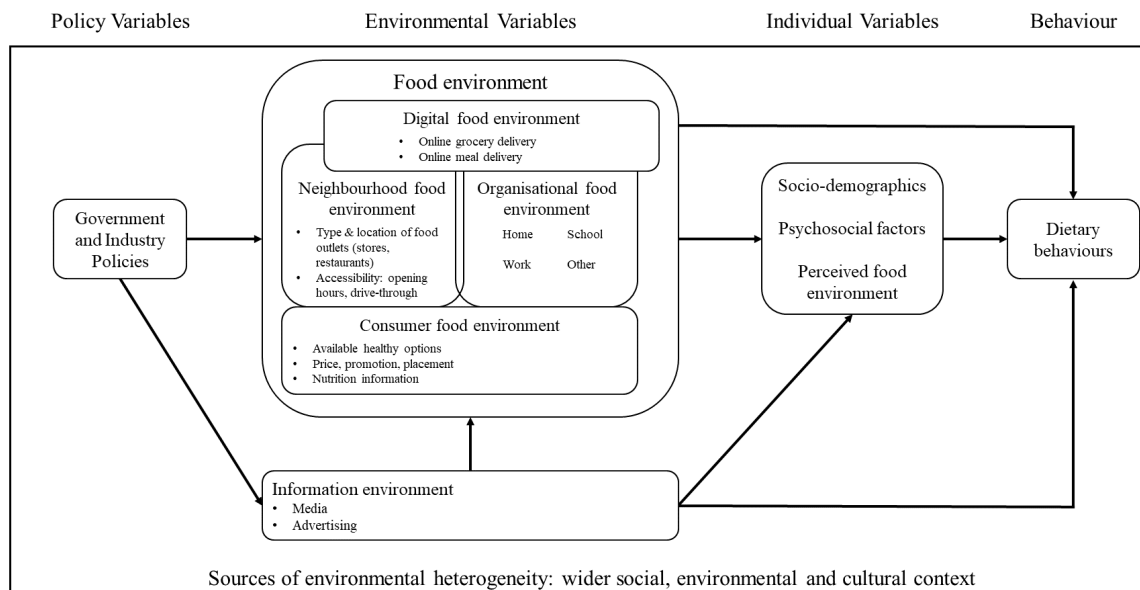 Policy Variables
Environmental Variables
Individual Variables
Behaviour
Food environment
Digital food environment
• Online grocery delivery
• Online meal delivery
Neighbourhood food
environment
• Type & location of food
outlets (stores,
restaurants)
• Accessibility: opening
hours, drive-through
Organisational food
environment
Home School
Work Other
Consumer food environment
• Available healthy options
• Price, promotion, placement
• Nutrition information
Government
and Industry
Policies
Socio-demographics
Psychosocial factors
Perceived food
environment
Dietary
behaviours
Information environment
• Media
• Advertising
Sources of environmental heterogeneity: wider social, environmental and cultural context